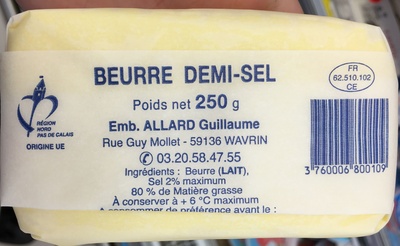 BEURRE DEMI-SEL
FR
62.510.102
CE
Poids net 250 g
Emb. ALLARD Guillaume
Rue Guy Mollet - 59136 WAVRIN
03.20.58.47.55
RÉGION
NORD
PAS DE CALAIS
ORIGINE UE
Ingrédients : Beurre (LAIT),
Sel 2% maximum
80 % de Matière grasse
À conserver à + 6 °C maximum
A consommer de préférence avant le :
3 760006 800109